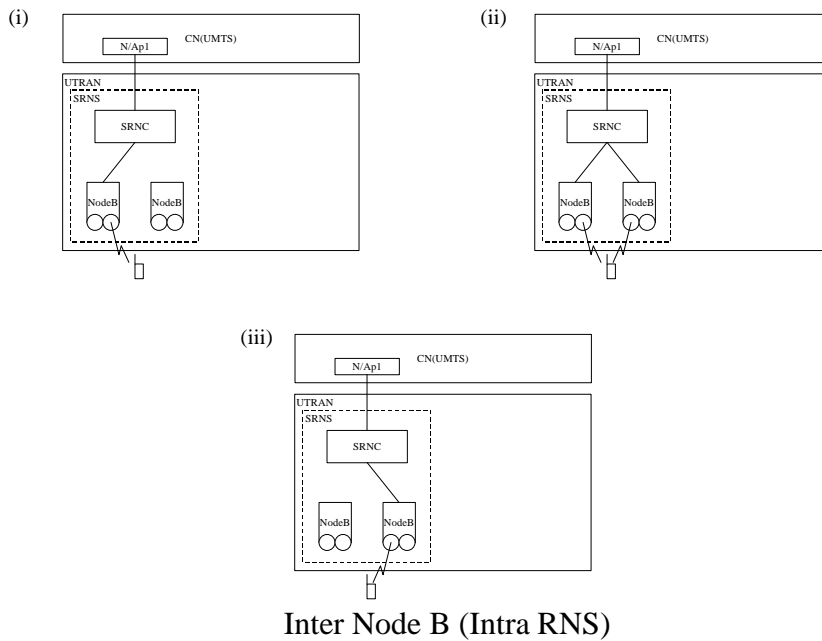 (i)
CN(UMTS)
N/Ap1
UTRAN
SRNS
SRNC
NodeB
NodeB
(ii)
CN(UMTS)
N/Ap1
UTRAN
SRNS
SRNC
NodeB
NodeB
(iii)
CN(UMTS)
N/Ap1
UTRAN
SRNS
SRNC
NodeB
NodeB
Inter Node B (Intra RNS)